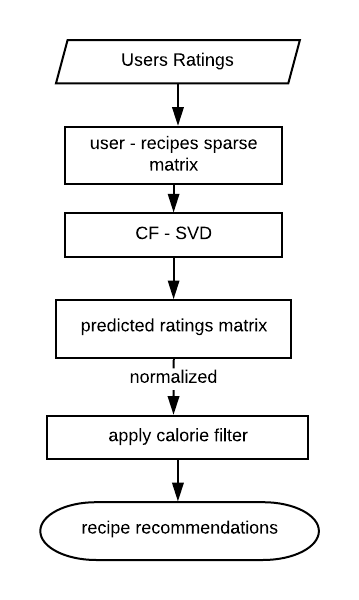 Users Ratings
user - recipes sparse
matrix
CF - SVD
predicted ratings matrix
normalized
apply calorie filter
recipe recommendations